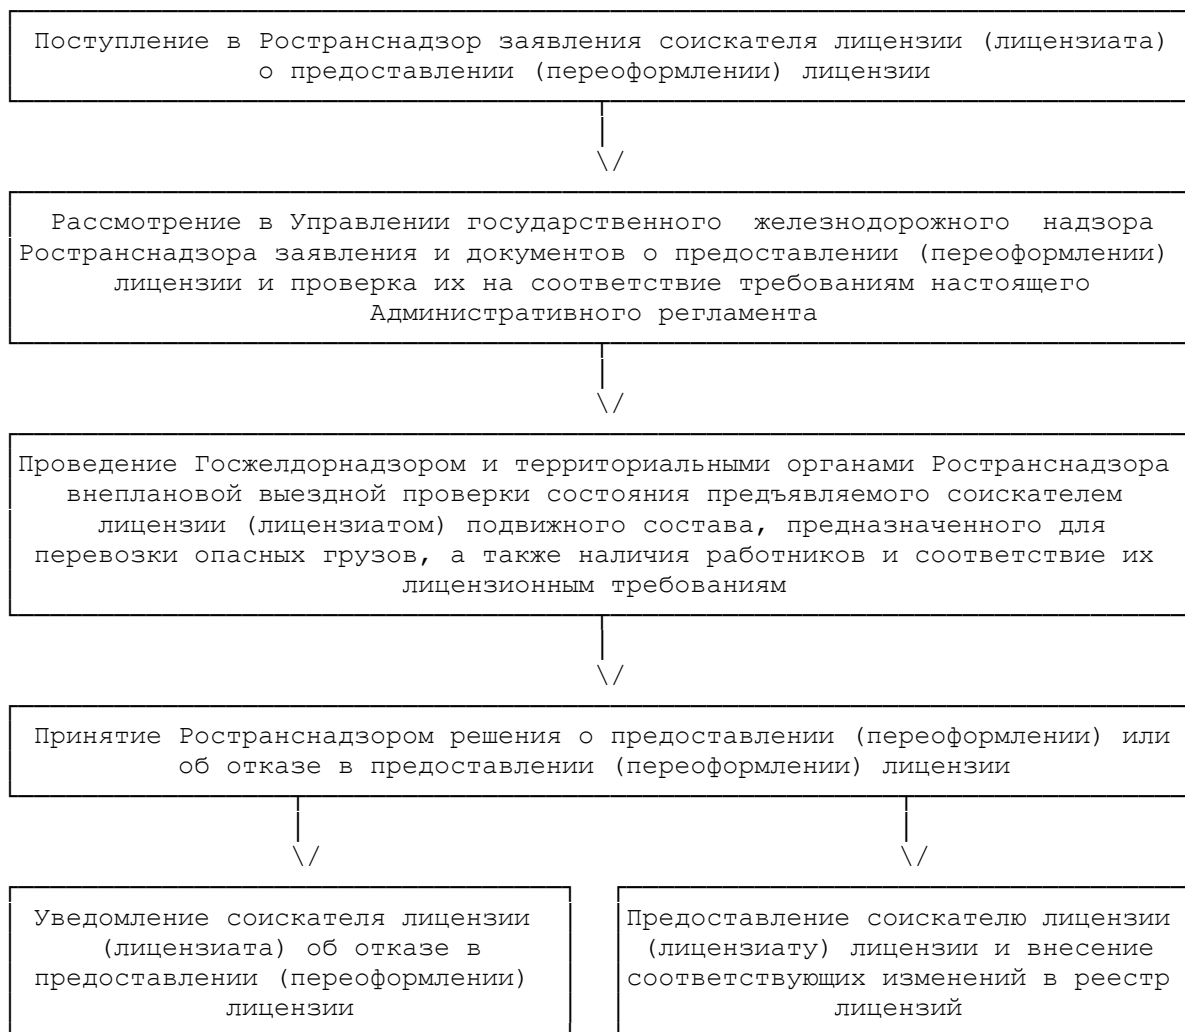 Поступление в Ространснадзор заявления соискателя лицензии (лицензиата)
о предоставлении (переоформлении) лицензии
\/
Рассмотрение в Управлении государственного железнодорожного надзора
Ространснадзора заявления и документов о предоставлении (переоформлении)
лицензии и проверка их на соответствие требованиям настоящего
Административного регламента
\/
Проведение Госжелдорнадзором и территориальными органами Ространснадзора
внеплановой выездной проверки состояния предъявляемого соискателем
лицензии (лицензиатом) подвижного состава, предназначенного для
перевозки опасных грузов, а также наличия работников и соответствие их
лицензионным требованиям
\/
Принятие Ространснадзором решения о предоставлении (переоформлении) или
об отказе в предоставлении (переоформлении) лицензии
\/ \/
Уведомление соискателя лицензии
(лицензиата) об отказе в
предоставлении (переоформлении)
лицензии
Предоставление соискателю лицензии
(лицензиату) лицензии и внесение
соответствующих изменений в реестр
лицензий